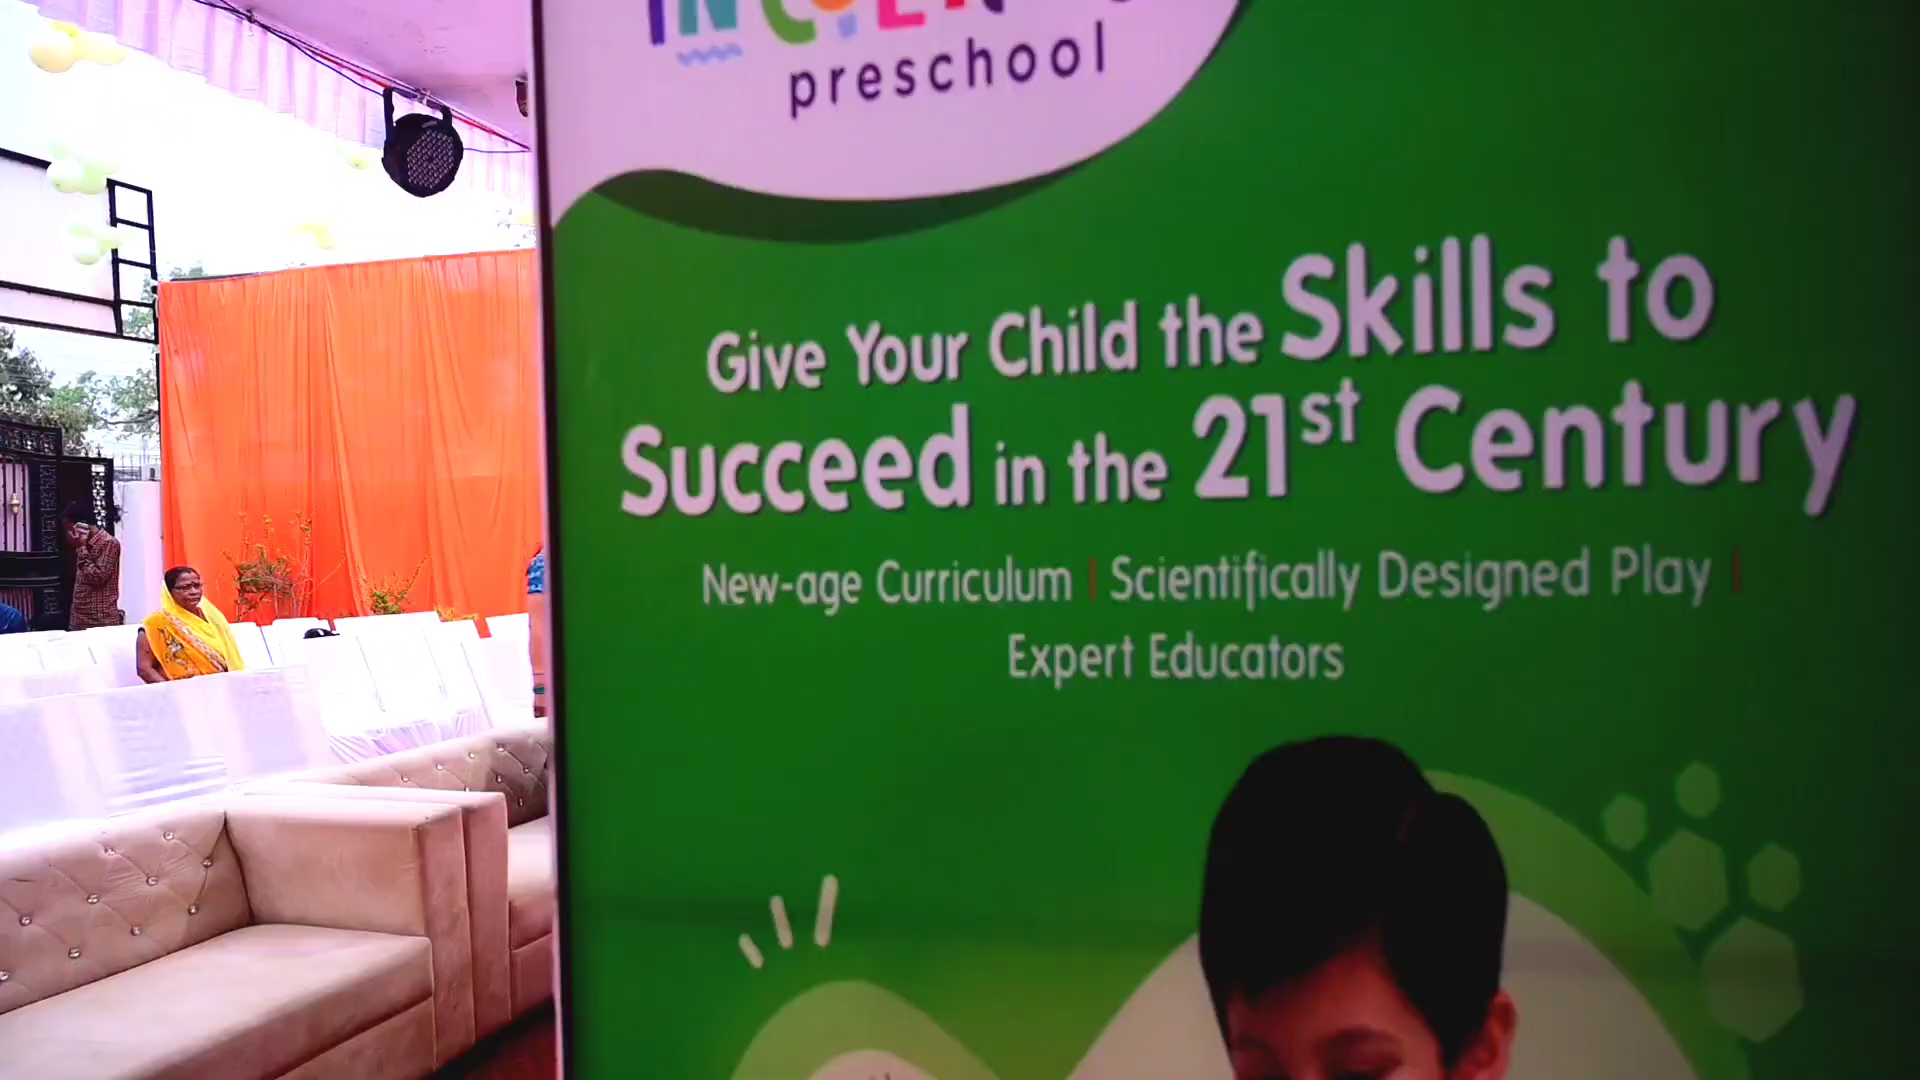 preschool
Give Your Child the Skills to
Succeed in the 21st Century
New-age Curriculum | Scientifically Designed Play |
Expert Educators